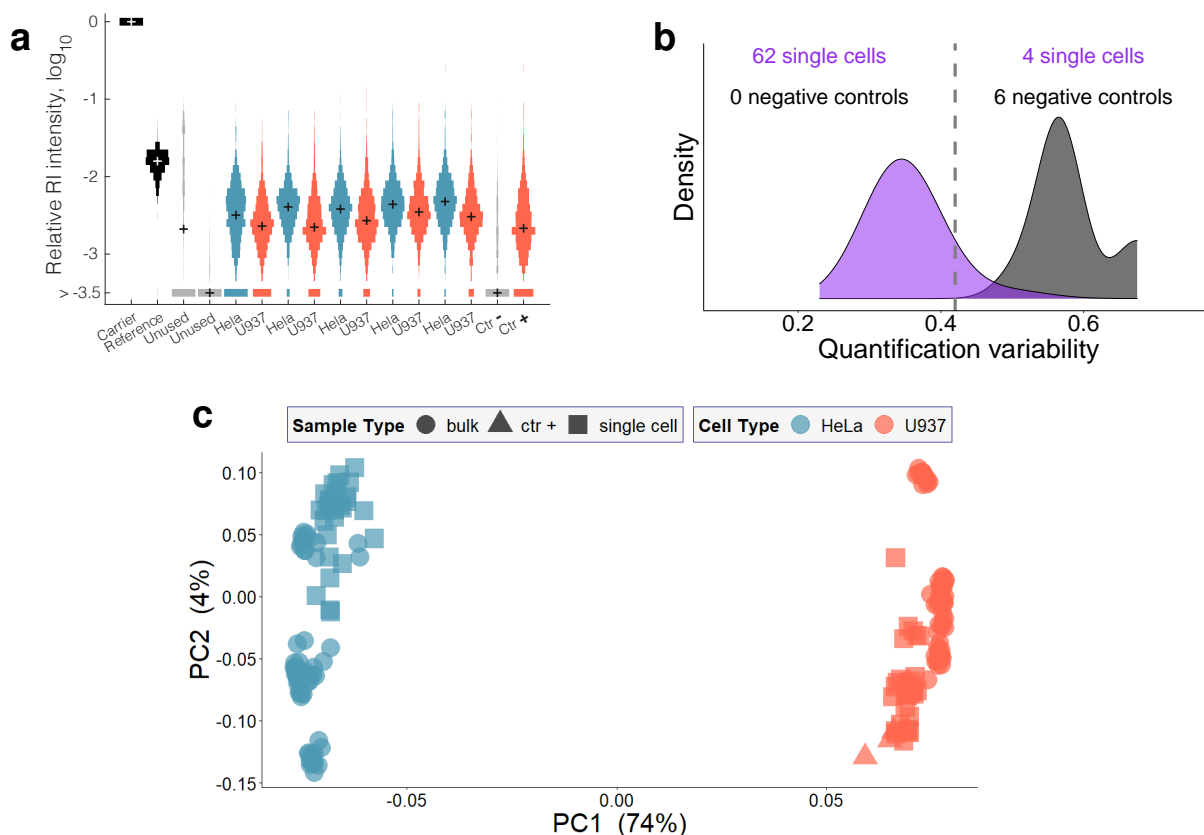 a
Relative RI intensity, log10
0
-1
-2
-3
> -3.5
Carrier
Reference
Unused
Unused
Hela
U937
Hela
U937
Hela
U937
Hela
U937
Hela
U937
Ctr -
Ctr +
b
62 single cells
4 single cells
0 negative controls
6 negative controls
Density
0.2
0.4
0.6
Quantification variability
c
Sample Type bulk ctr + single cell
Cell Type HeLa U937
PC2 (4%)
0.10
0.05
0.00
-0.05
-0.10
-0.15
-0.05
0.00
0.05
PC1 (74%)